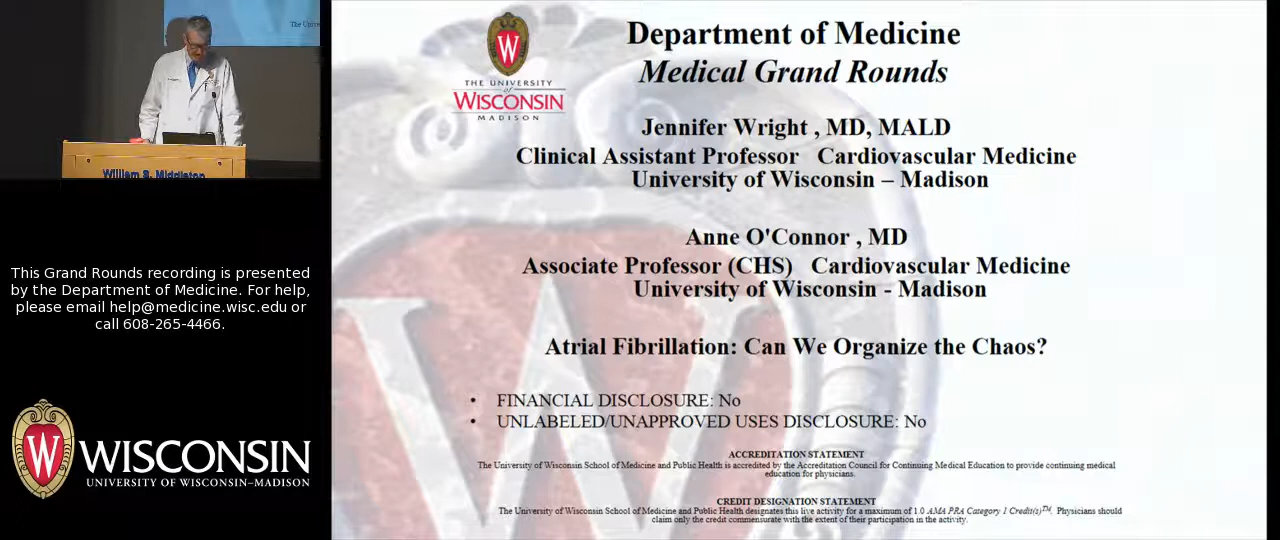 The Unive
William S. Middleton
This Grand Rounds recording is presented
by the Department of Medicine. For help,
please email help@medicine.wisc.edu or
call 608-265-4466.
W
WISCONSIN
UNIVERSITY OF WISCONSIN–MADISON
W
THE UNIVERSITY
of
WISCONSIN
MADISON
Department of Medicine
Medical Grand Rounds
Jennifer Wright , MD, MALD
Clinical Assistant Professor Cardiovascular Medicine
University of Wisconsin – Madison
Anne O'Connor , MD
Associate Professor (CHS) Cardiovascular Medicine
University of Wisconsin - Madison
Atrial Fibrillation: Can We Organize the Chaos?
• FINANCIAL DISCLOSURE: No
• UNLABELED/UNAPPROVED USES DISCLOSURE: No
ACCREDITATION STATEMENT
The University of Wisconsin School of Medicine and Public Health is accredited by the Accreditation Council for Continuing Medical Education to provide continuing medical
education for physicians.
CREDIT DESIGNATION STATEMENT
The University of Wisconsin School of Medicine and Public Health designates this live activity for a maximum of 1.0 AMA PRA Category 1 Credit(s)TM. Physicians should
claim only the credit commensurate with the extent of their participation in the activity.